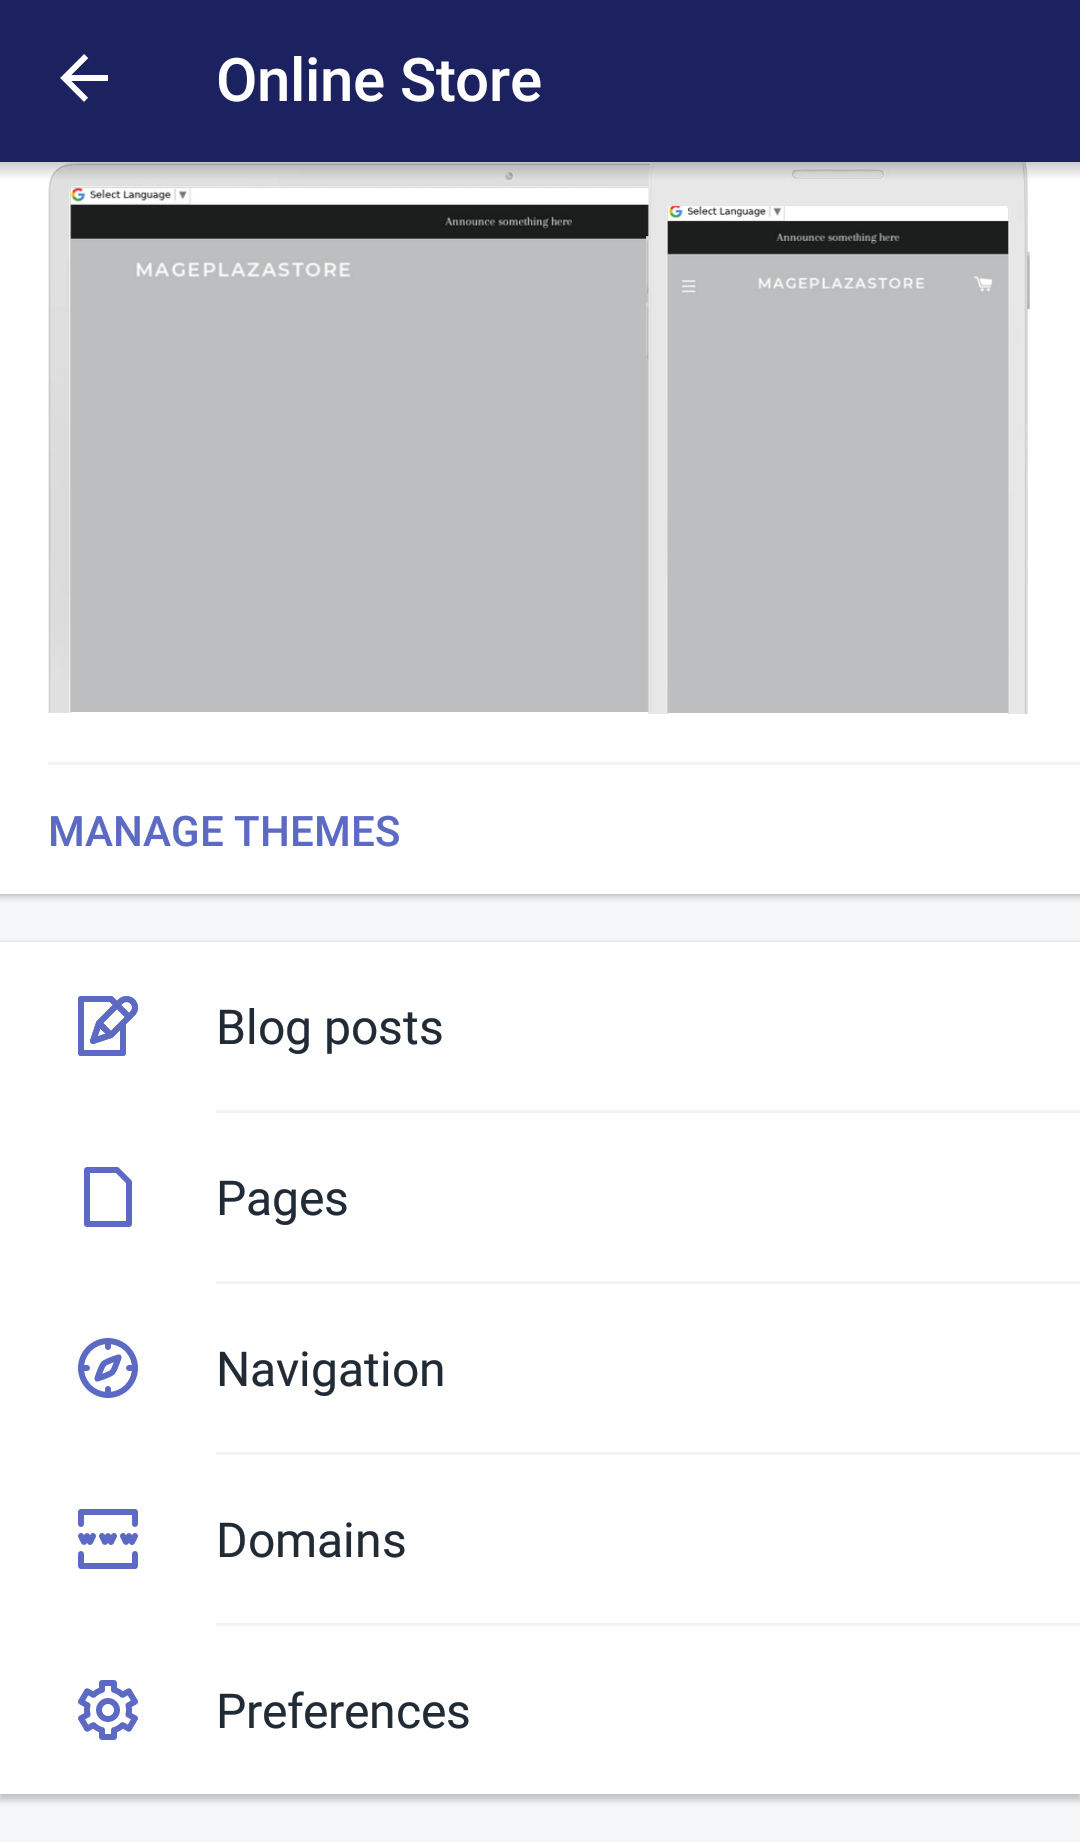 Online Store
Select Language ▼
Announce something here
MAGEPLAZASTORE
Select Language ▼
Announce something here
MAGEPLAZASTORE
MANAGE THEMES
Blog posts
Pages
Navigation
www
Domains
Preferences